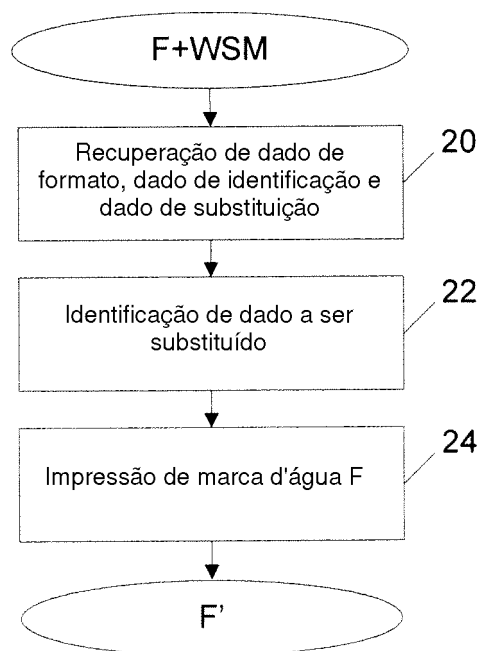 F+WSM
Recuperação de dado de
formato, dado de identificação e
dado de substituição
20
Identificação de dado a ser
substituído
22
Impressão de marca d'água F
24
F'